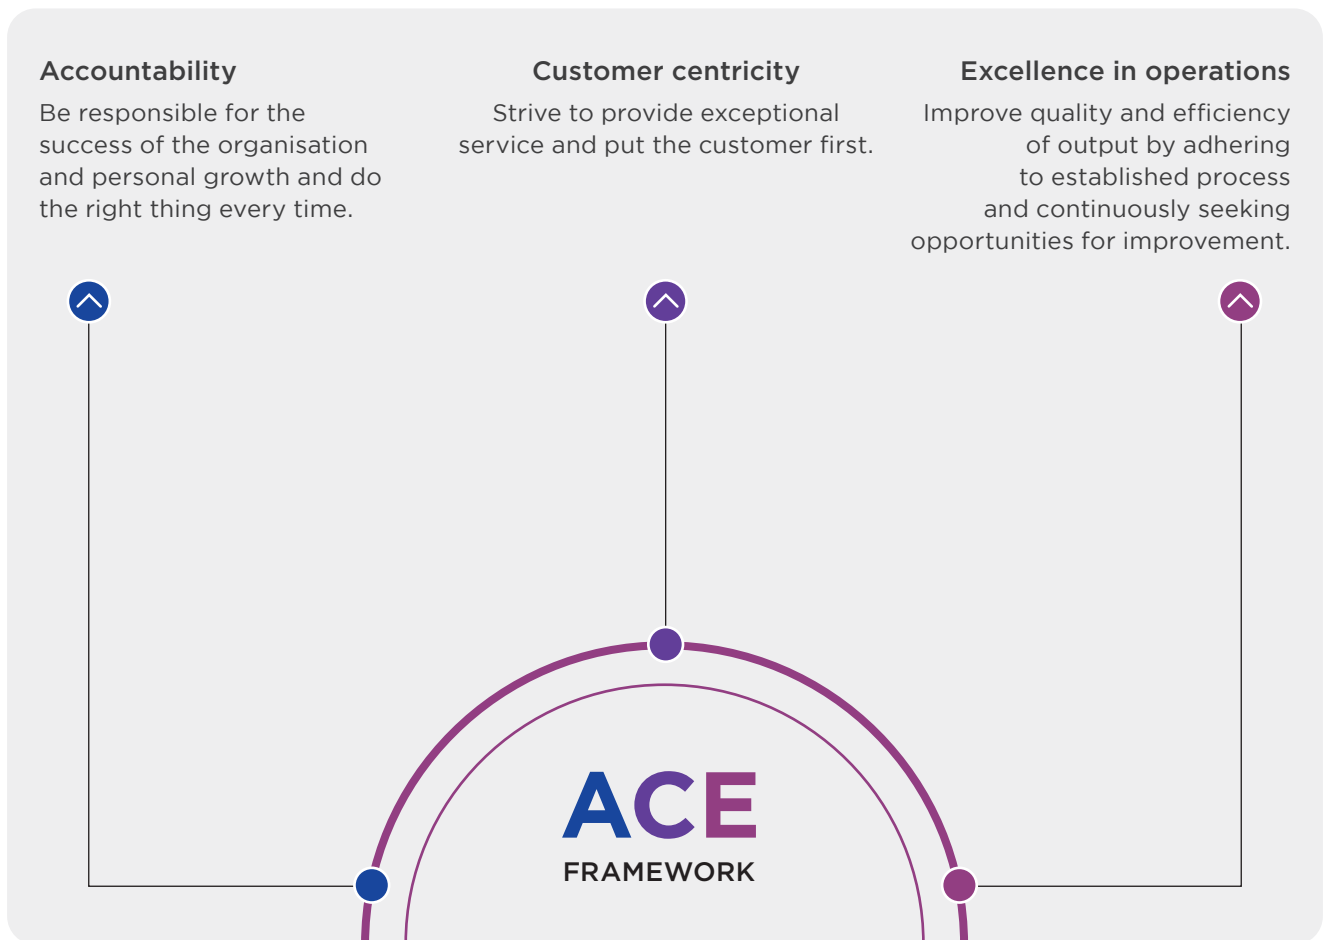 Accountability
Be responsible for the
success of the organisation
and personal growth and do
the right thing every time.
Customer centricity
Strive to provide exceptional
service and put the customer first.
Excellence in operations
Improve quality and efficiency
of output by adhering
to established process
and continuously seeking
opportunities for improvement.
ACE
FRAMEWORK